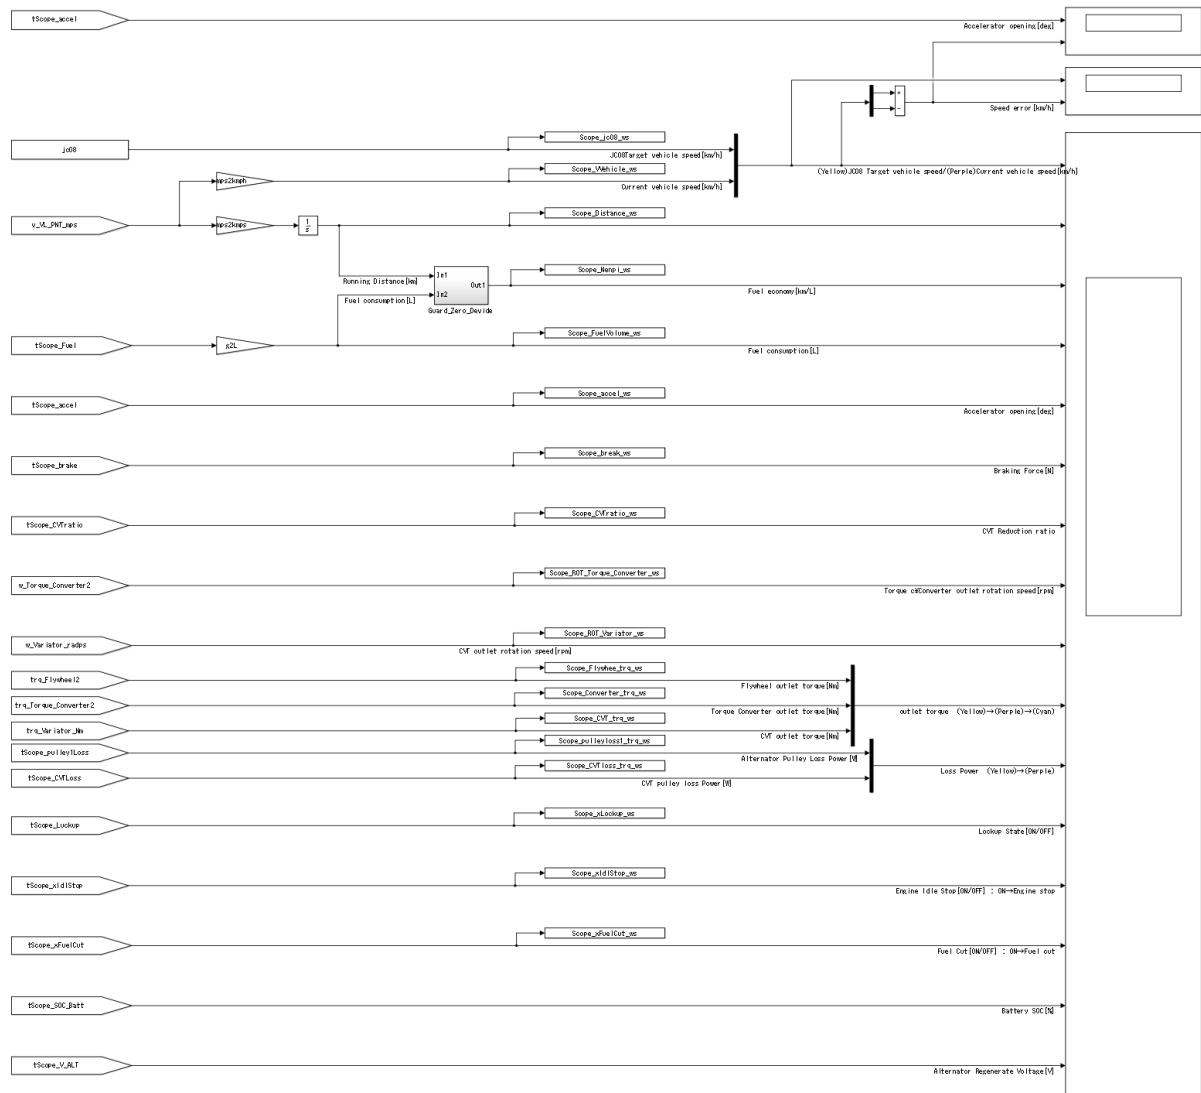 tScope_accel
Accelerator opening[deg]
+
-
Speed error[km/h]
jc08
Scope_jc08_ws
JC08Target vehicle speed[km/h]
Scope_VVehicle_ws
(Yellow)JC08 Target vehicle speed/(Perple)Current vehicle speed[km/h]
mps2kmph
Current vehicle speed[km/h]
v_VL_PNT_mps
mps2kmps
1
s
Scope_Distance_ws
Running Distance[km]
In1
In2
Out1
Scope_Nenpi_ws
Fuel economy[km/L]
Fuel consumption[L]
Guard_Zero_Devide
tScope_Fuel
g2L
Scope_FuelVolume_ws
Fuel consumption[L]
tScope_accel
Scope_accel_ws
Accelerator opening[deg]
tScope_brake
Scope_break_ws
Braking Force[N]
tScope_CVTratio
Scope_CVTratio_ws
CVT Reduction ratio
w_Torque_Converter2
Scope_ROT_Torque_Converter_ws
Torque c¥Converter outlet rotation speed[rpm]
w_Variator_radps
Scope_ROT_Variator_ws
CVT outlet rotation speed[rpm]
trq_Flywheel2
Scope_Flywhee_trq_ws
Flywheel outlet torque[Nm]
trq_Torque_Converter2
Scope_Converter_trq_ws
Torque Converter outlet torque[Nm]
outlet torque (Yellow)→(Perple)→(Cyan)
trq_Variator_Nm
Scope_CVT_trq_ws
CVT outlet torque[Nm]
tScope_pulley1Loss
Scope_pulleyloss1_trq_ws
Alternator Pulley Loss Power[W]
tScope_CVTLoss
Scope_CVTloss_trq_ws
CVT pulley loss Power[W]
Loss Power (Yellow)→(Perple)
tScope_Luckup
Scope_xLockup_ws
Lockup State[ON/OFF]
tScope_xIdlStop
Scope_xIdlStop_ws
Engine Idle Stop[ON/OFF] : ON→Engine stop
tScope_xFuelCut
Scope_xFuelCut_ws
Fuel Cut[ON/OFF] : ON→Fuel cut
tScope_SOC_Batt
Battery SOC[%]
tScope_V_ALT
Alternator Regenerate Voltage[V]